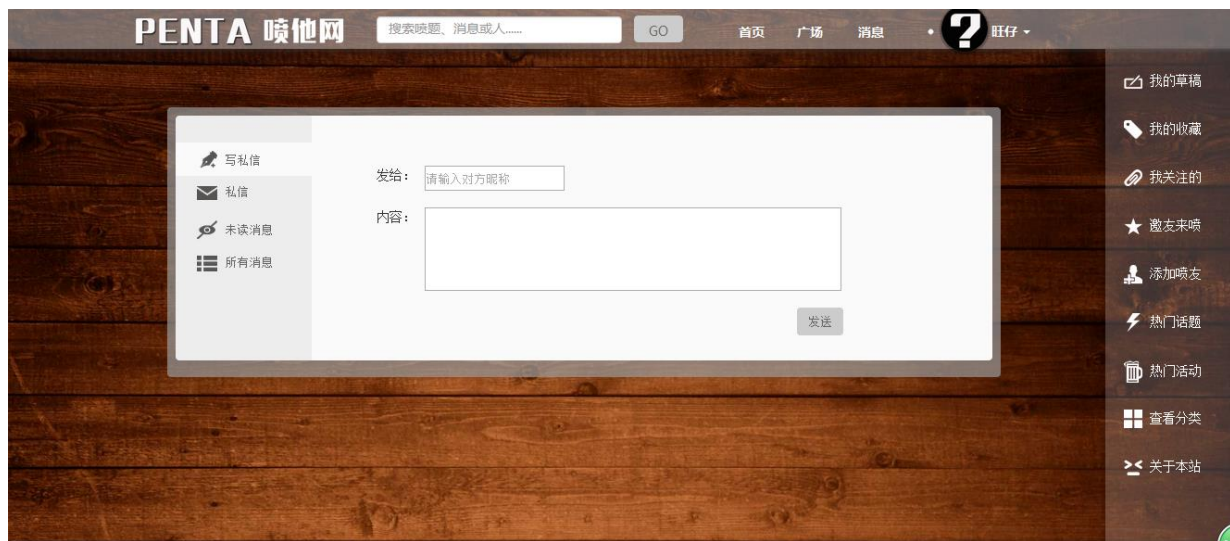 PENTA 喷他网
搜索喷题、消息或人......
GO
首页 广场 消息 旺仔
写私信
私信
未读消息
所有消息
发给：
请输入对方昵称
内容：
发送
我的草稿
我的收藏
我关注的
邀友来喷
添加喷友
热门话题
热门活动
查看分类
关于本站